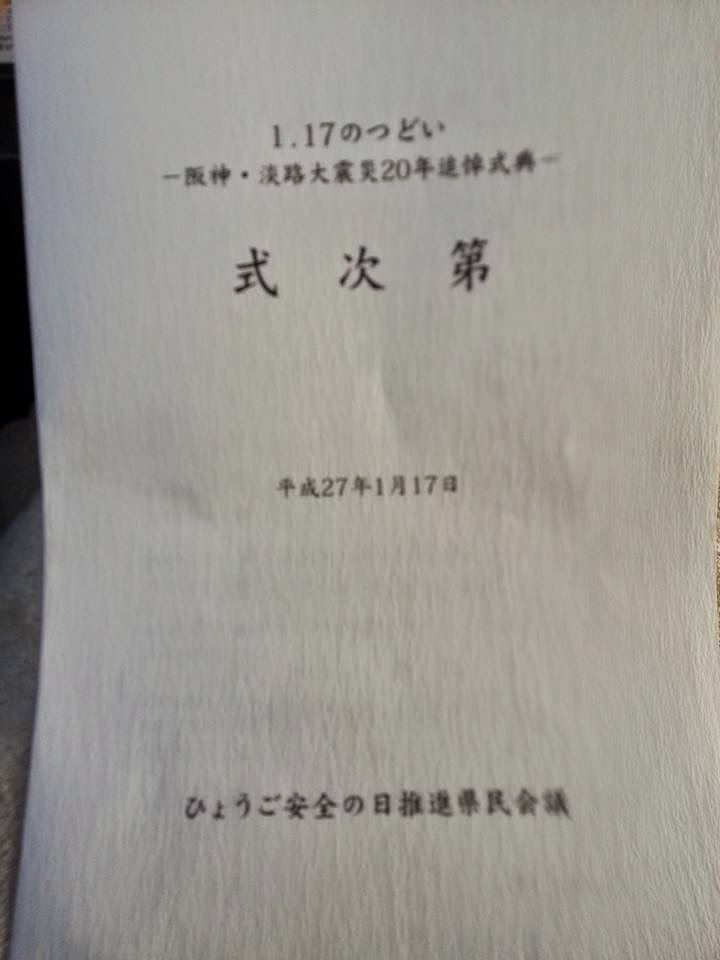 1.17のつどい
－阪神・淡路大震災20年追悼式典－
式 次 第
平成27年1月17日
ひょうご安全の日推進県民会議